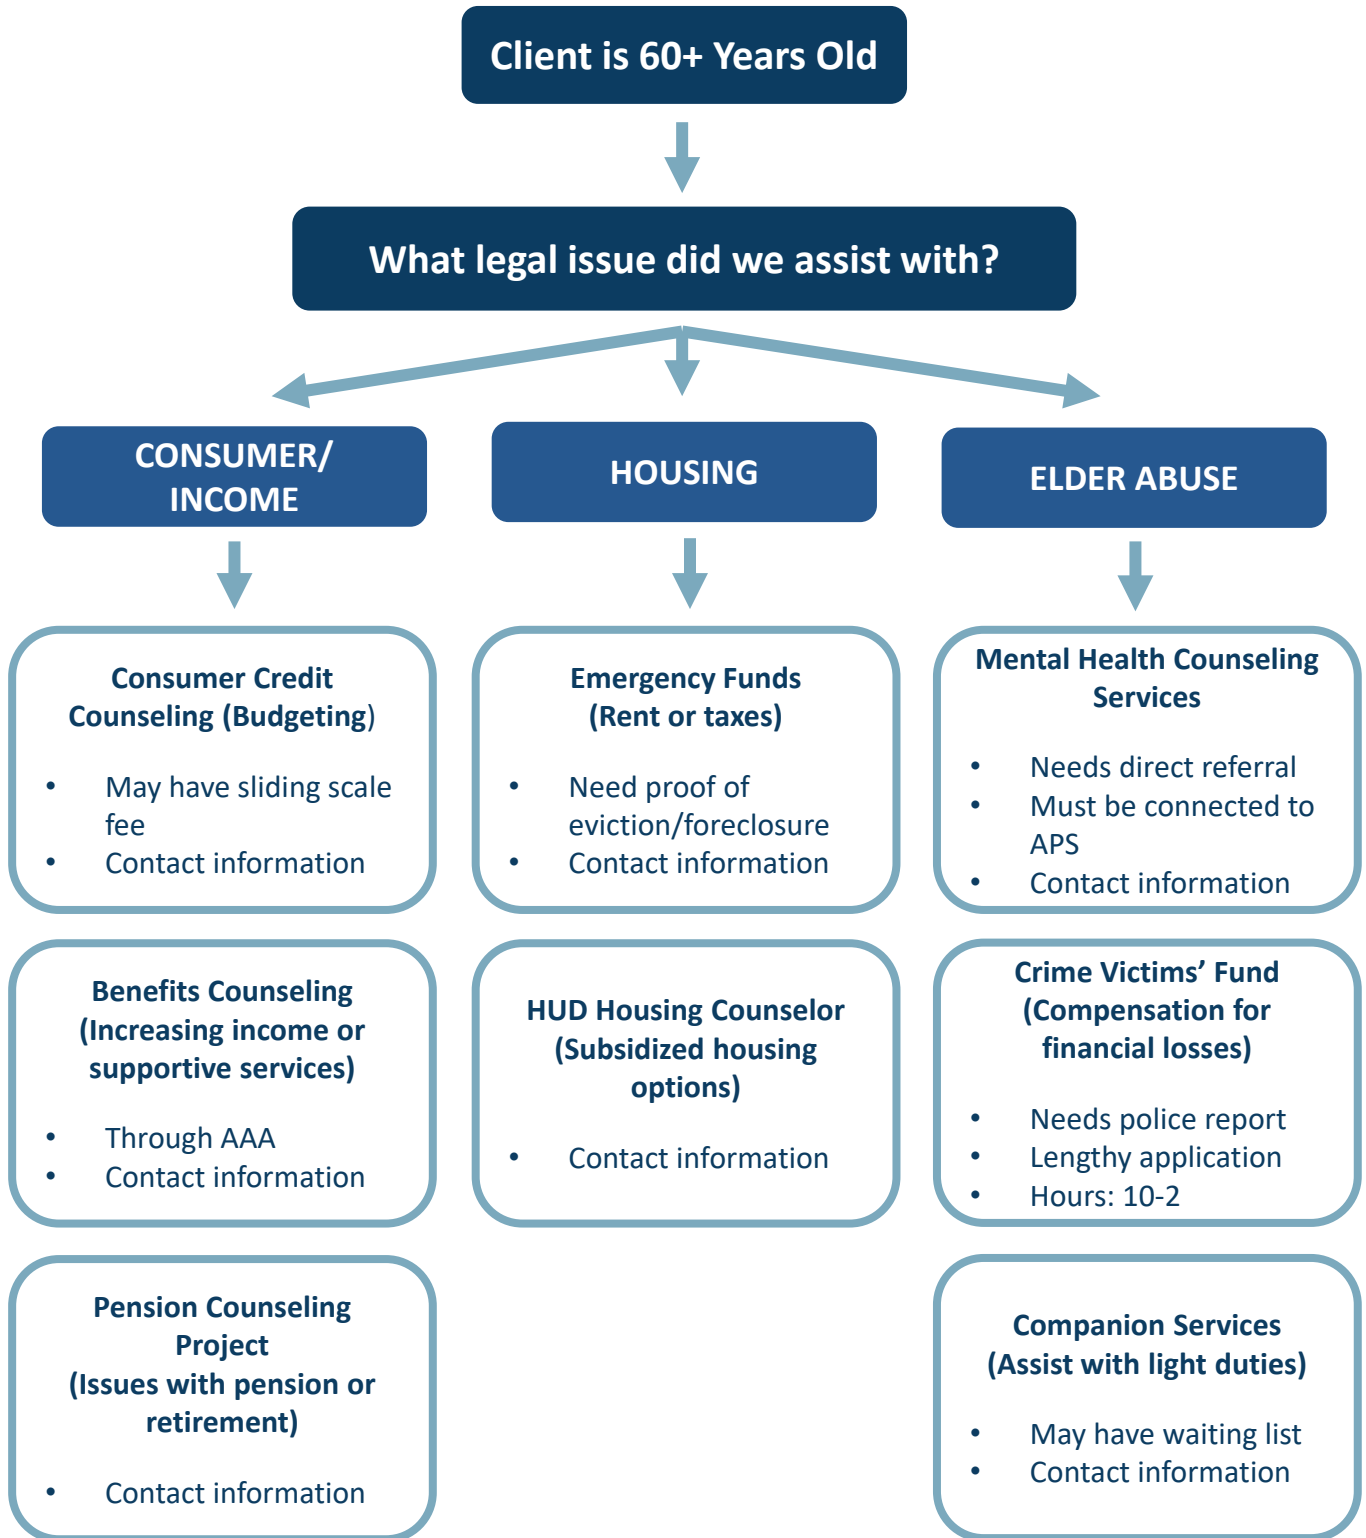 Client is 60+ Years Old
What legal issue did we assist with?
CONSUMER/
INCOME
HOUSING
ELDER ABUSE
Consumer Credit
Counseling (Budgeting)
• May have sliding scale
fee
• Contact information
Benefits Counseling
(Increasing income or
supportive services)
• Through AAA
• Contact information
Pension Counseling
Project
(Issues with pension or
retirement)
• Contact information
Emergency Funds
(Rent or taxes)
• Need proof of
eviction/foreclosure
• Contact information
HUD Housing Counselor
(Subsidized housing
options)
• Contact information
Mental Health Counseling
Services
• Needs direct referral
• Must be connected to
APS
• Contact information
Crime Victims’ Fund
(Compensation for
financial losses)
• Needs police report
• Lengthy application
• Hours: 10-2
Companion Services
(Assist with light duties)
• May have waiting list
• Contact information